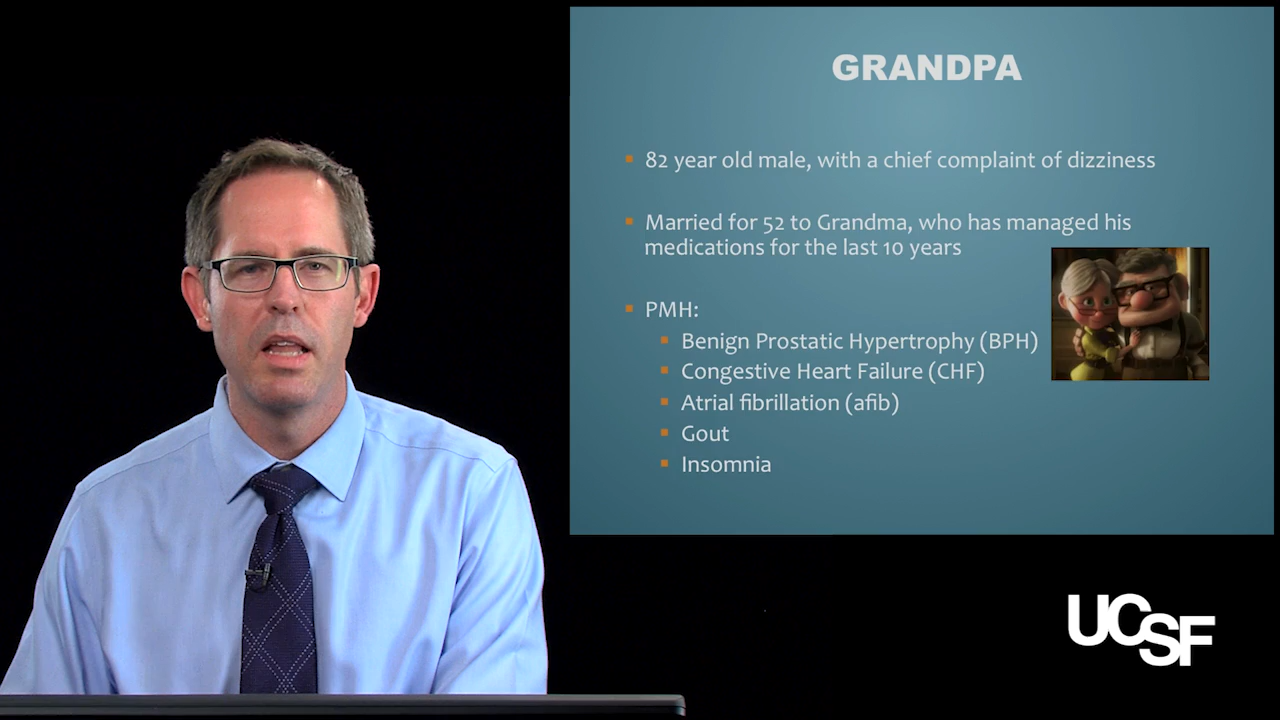 GRANDPA
82 year old male, with a chief complaint of dizziness
Married for 52 to Grandma, who has managed his
medications for the last 10 years
PMH:
Benign Prostatic Hypertrophy (BPH)
Congestive Heart Failure (CHF)
Atrial fibrillation (afib)
Gout
Insomnia
UCSF